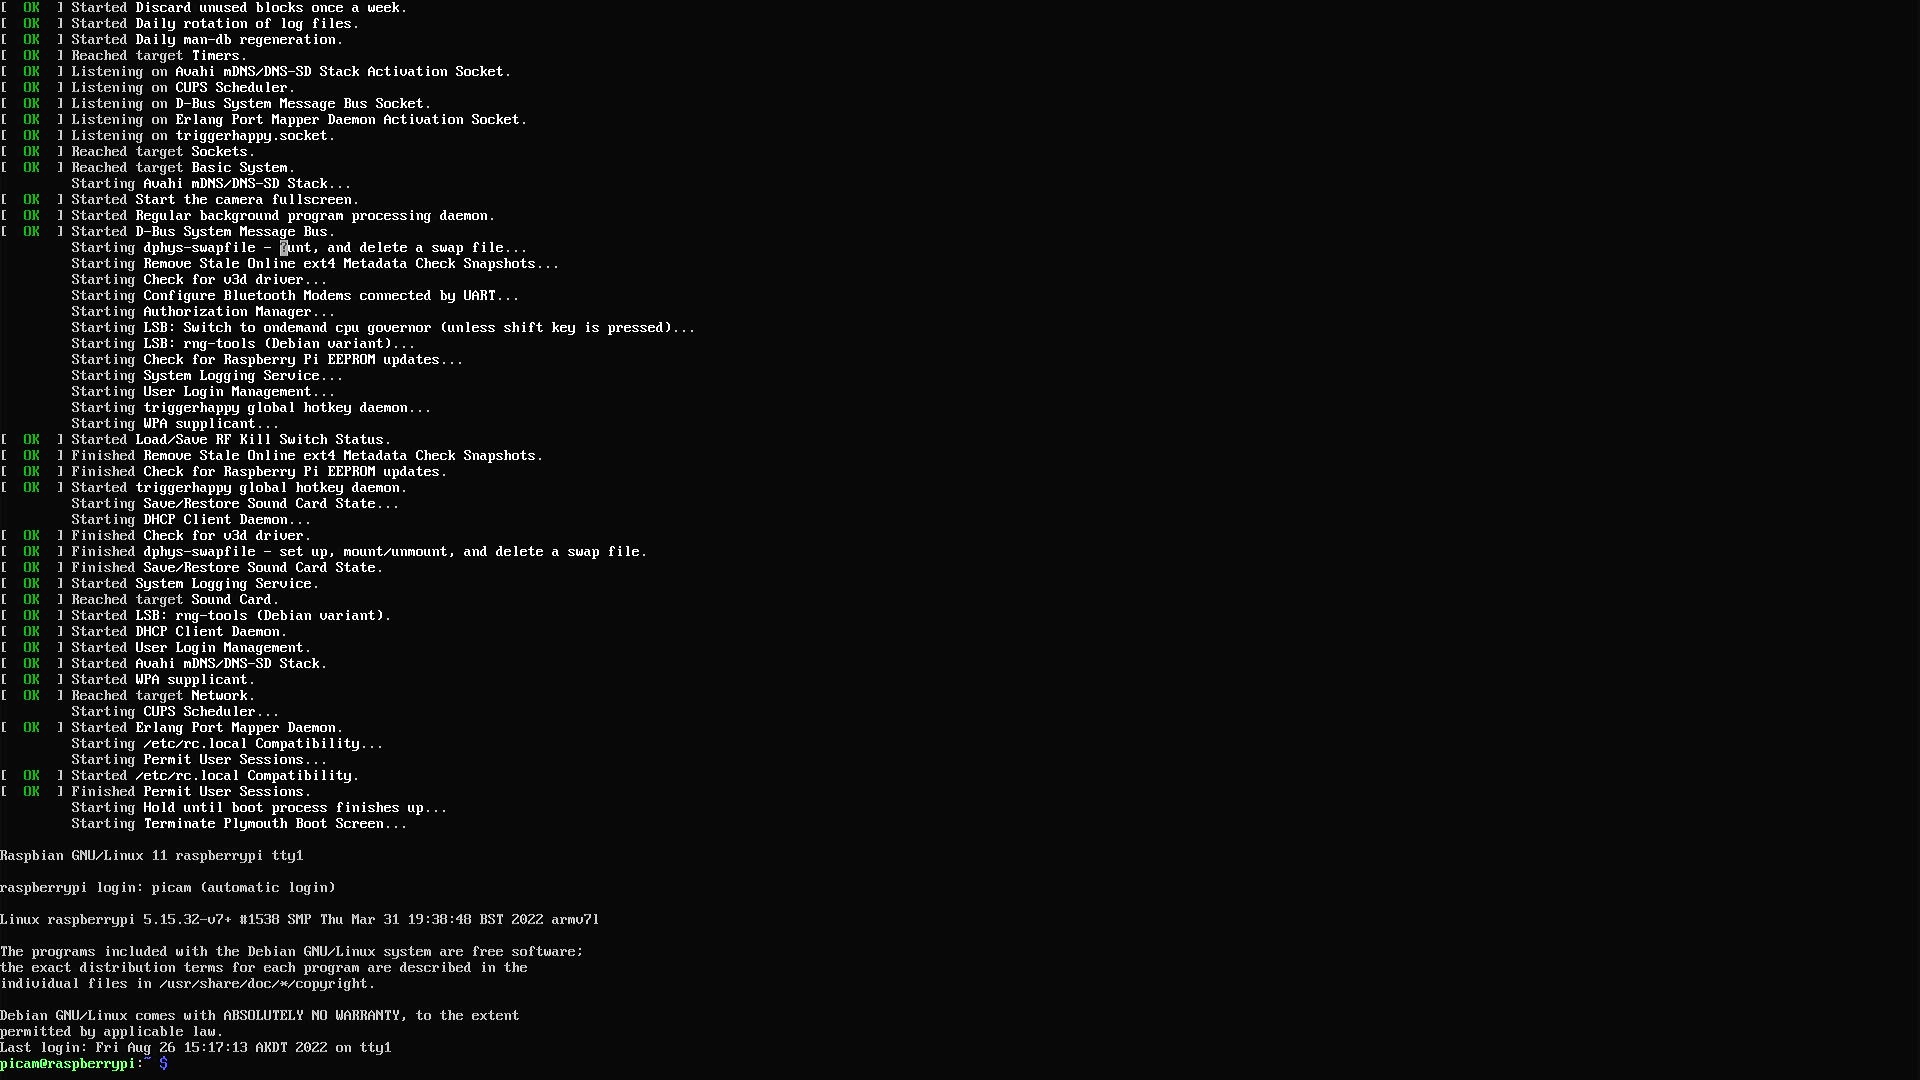 [  OK  ] Started Discard unused blocks once a week.
[  OK  ] Started Daily rotation of log files.
[  OK  ] Started Daily man-db regeneration.
[  OK  ] Reached target Timers.
[  OK  ] Listening on Avahi mDNS/DNS-SD Stack Activation Socket.
[  OK  ] Listening on CUPS Scheduler.
[  OK  ] Listening on D-Bus System Message Bus Socket.
[  OK  ] Listening on Erlang Port Mapper Daemon Activation Socket.
[  OK  ] Listening on triggerhappy.socket.
[  OK  ] Reached target Sockets.
[  OK  ] Reached target Basic System.
         Starting Avahi mDNS/DNS-SD Stack...
[  OK  ] Started Start the camera fullscreen.
[  OK  ] Started Regular background program processing daemon.
[  OK  ] Started D-Bus System Message Bus.
         Starting dphys-swapfile - ?unt, and delete a swap file...
         Starting Remove Stale Online ext4 Metadata Check Snapshots...
         Starting Check for v3d driver...
         Starting Configure Bluetooth Modems connected by UART...
         Starting Authorization Manager...
         Starting LSB: Switch to ondemand cpu governor (unless shift key is pressed)...
         Starting LSB: rng-tools (Debian variant)...
         Starting Check for Raspberry Pi EEPROM updates...
         Starting System Logging Service...
         Starting User Login Management...
         Starting triggerhappy global hotkey daemon...
         Starting WPA supplicant...
[  OK  ] Started Load/Save RF Kill Switch Status.
[  OK  ] Finished Remove Stale Online ext4 Metadata Check Snapshots.
[  OK  ] Finished Check for Raspberry Pi EEPROM updates.
[  OK  ] Started triggerhappy global hotkey daemon.
         Starting Save/Restore Sound Card State...
         Starting DHCP Client Daemon...
[  OK  ] Finished Check for v3d driver.
[  OK  ] Finished dphys-swapfile - set up, mount/unmount, and delete a swap file.
[  OK  ] Finished Save/Restore Sound Card State.
[  OK  ] Started System Logging Service.
[  OK  ] Reached target Sound Card.
[  OK  ] Started LSB: rng-tools (Debian variant).
[  OK  ] Started DHCP Client Daemon.
[  OK  ] Started User Login Management.
[  OK  ] Started Avahi mDNS/DNS-SD Stack.
[  OK  ] Started WPA supplicant.
[  OK  ] Reached target Network.
         Starting CUPS Scheduler...
[  OK  ] Started Erlang Port Mapper Daemon.
         Starting /etc/rc.local Compatibility...
         Starting Permit User Sessions...
[  OK  ] Started /etc/rc.local Compatibility.
[  OK  ] Finished Permit User Sessions.
         Starting Hold until boot process finishes up...
         Starting Terminate Plymouth Boot Screen...
Raspbian GNU/Linux 11 raspberrypi tty1
raspberrypi login: picam (automatic login)
Linux raspberrypi 5.15.32-v7+ #1538 SMP Thu Mar 31 19:38:48 BST 2022 armv7l
The programs included with the Debian GNU/Linux system are free software;
the exact distribution terms for each program are described in the
individual files in /usr/share/doc/*/copyright.
Debian GNU/Linux comes with ABSOLUTELY NO WARRANTY, to the extent
permitted by applicable law.
Last login: Fri Aug 26 15:17:13 AKDT 2022 on tty1
picam@raspberrypi:~ $